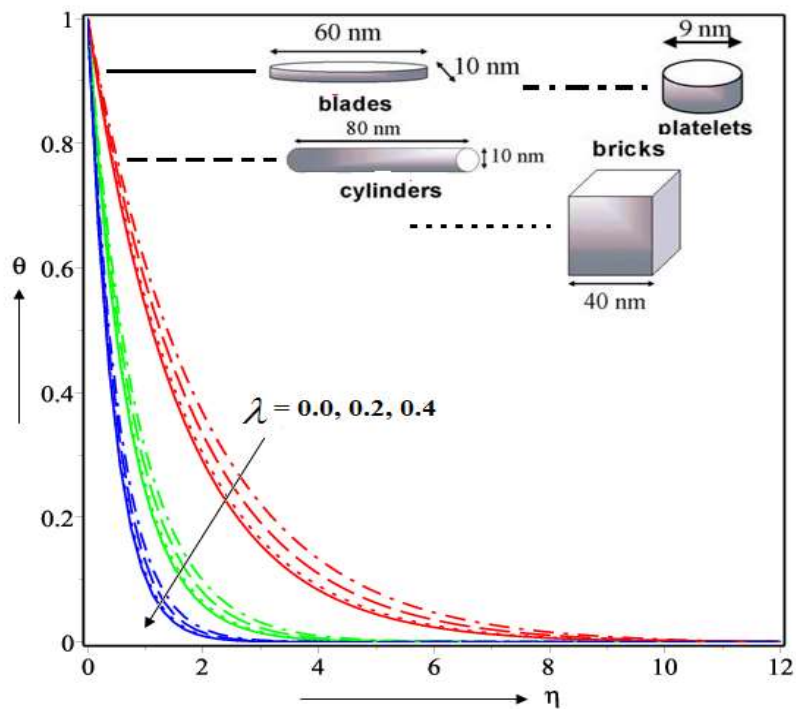 1
60 nm
9 nm
10 nm
blades
platelets
0.8
80 nm
bricks
10 nm
cylinders
0.6
θ
40 nm
λ = 0.0, 0.2, 0.4
0.4
0.2
0
0 2 4 6 8 10 12
η